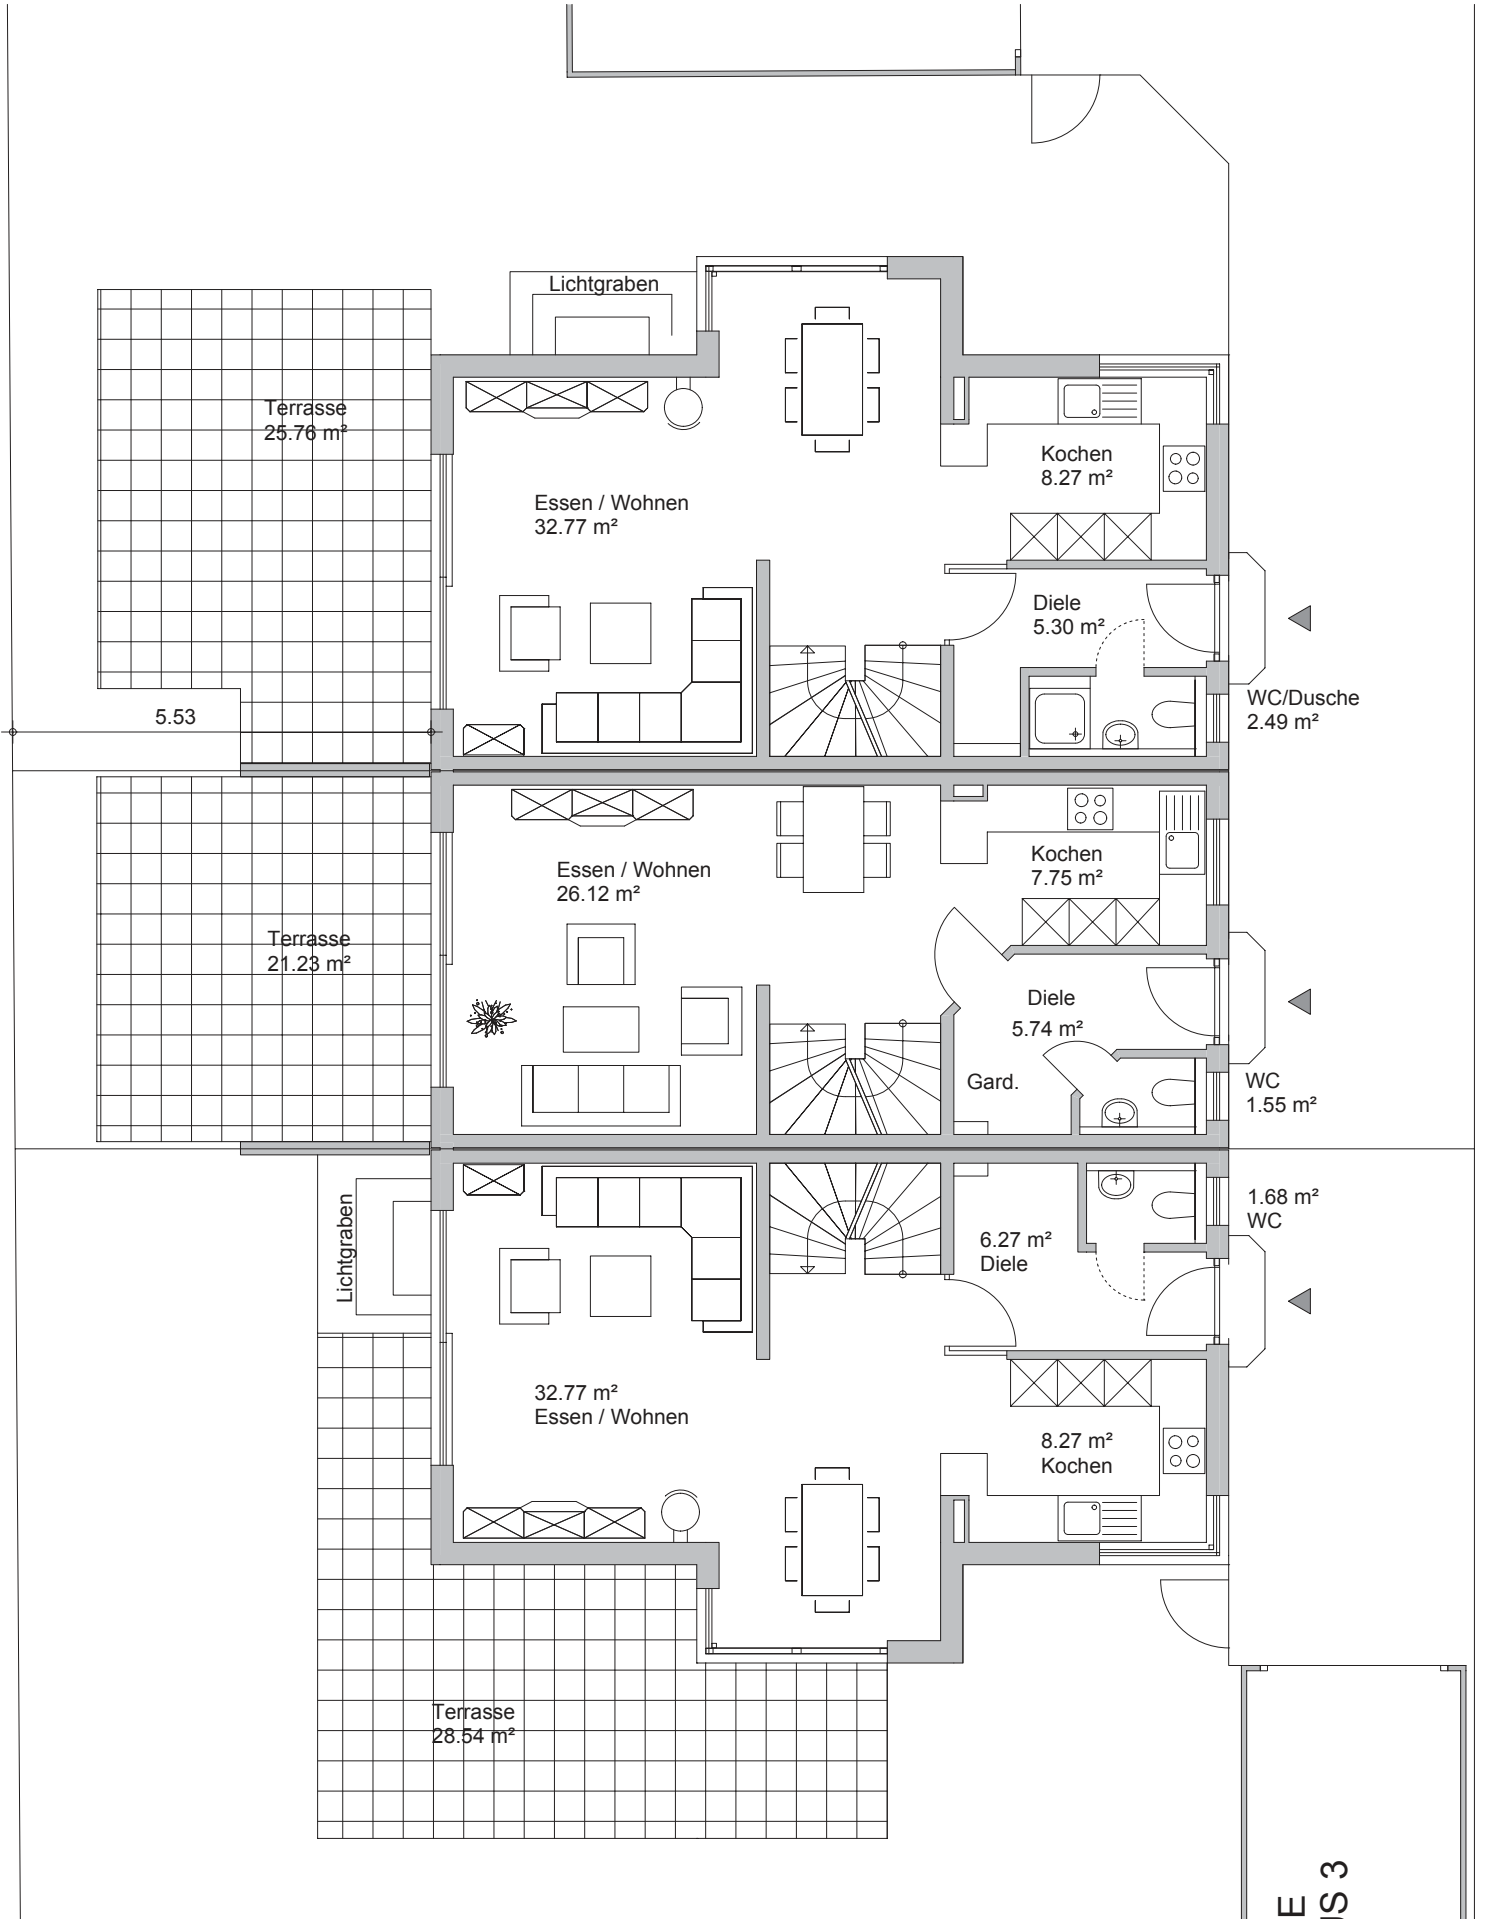 Lichtgraben
Terrasse
25.76 m²
Kochen
8.27 m²
Essen / Wohnen
32.77 m²
Diele
5.30 m²
WC/Dusche
2.49 m²
5.53
Kochen
7.75 m²
Essen / Wohnen
26.12 m²
Terrasse
21.23 m²
Diele
5.74 m²
Gard.
WC
1.55 m²
1.68 m²
WC
Lichtgraben
6.27 m²
Diele
32.77 m²
Essen / Wohnen
8.27 m²
Kochen
Terrasse
28.54 m²
E
US 3